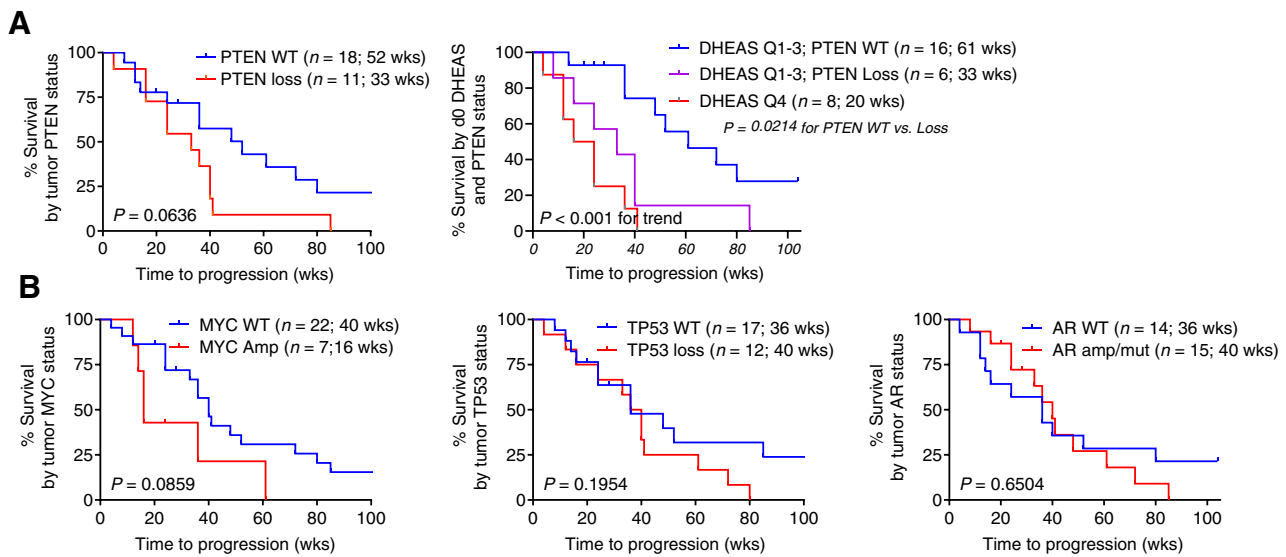 A
% Survival
by tumor PTEN status
100
75
50
25
0
0 20 40 60 80 100
Time to progression (wks)
PTEN WT (n = 18; 52 wks)
PTEN loss (n = 11; 33 wks)
P = 0.0636
% Survival by d0 DHEAS
and PTEN status
100
80
60
40
20
0
0 20 40 60 80 100
Time to progression (wks)
DHEAS Q1-3; PTEN WT (n = 16; 61 wks)
DHEAS Q1-3; PTEN Loss (n = 6; 33 wks)
DHEAS Q4 (n = 8; 20 wks)
P = 0.0214 for PTEN WT vs. Loss
P < 0.001 for trend
B
% Survival
by tumor MYC status
100
75
50
25
0
0 20 40 60 80 100
Time to progression (wks)
MYC WT (n = 22; 40 wks)
MYC Amp (n = 7;16 wks)
P = 0.0859
% Survival
by tumor TP53 status
100
75
50
25
0
0 20 40 60 80 100
Time to progression (wks)
TP53 WT (n = 17; 36 wks)
TP53 loss (n = 12; 40 wks)
P = 0.1954
% Survival
by tumor AR status
100
75
50
25
0
0 20 40 60 80 100
Time to progression (wks)
AR WT (n = 14; 36 wks)
AR amp/mut (n = 15; 40 wks)
P = 0.6504